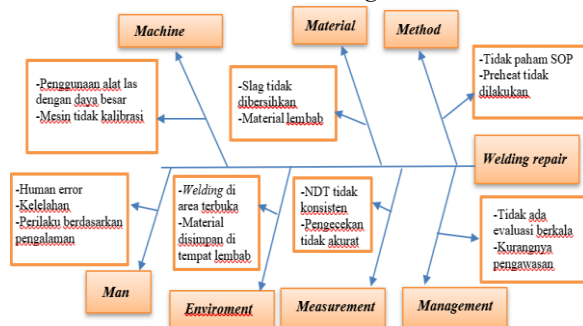 Machine
Material
Method
-Penggunaan alat las
dengan daya besar
-Mesin tidak kalibrasi
-Slag tidak
dibersihkan
-Material lembab
-Tidak paham SOP
-Preheat tidak
dilakukan
Welding repair
-Human error
-Kelelahan
-Perilaku berdasarkan
pengalaman
-Welding di
area terbuka
-Material
disimpan di
tempat lembab
-NDT tidak
konsisten
-Pengecekan
tidak akurat
-Tidak ada
evaluasi berkala
-Kurangnya
pengawasan
Man
Enviroment
Measurement
Management